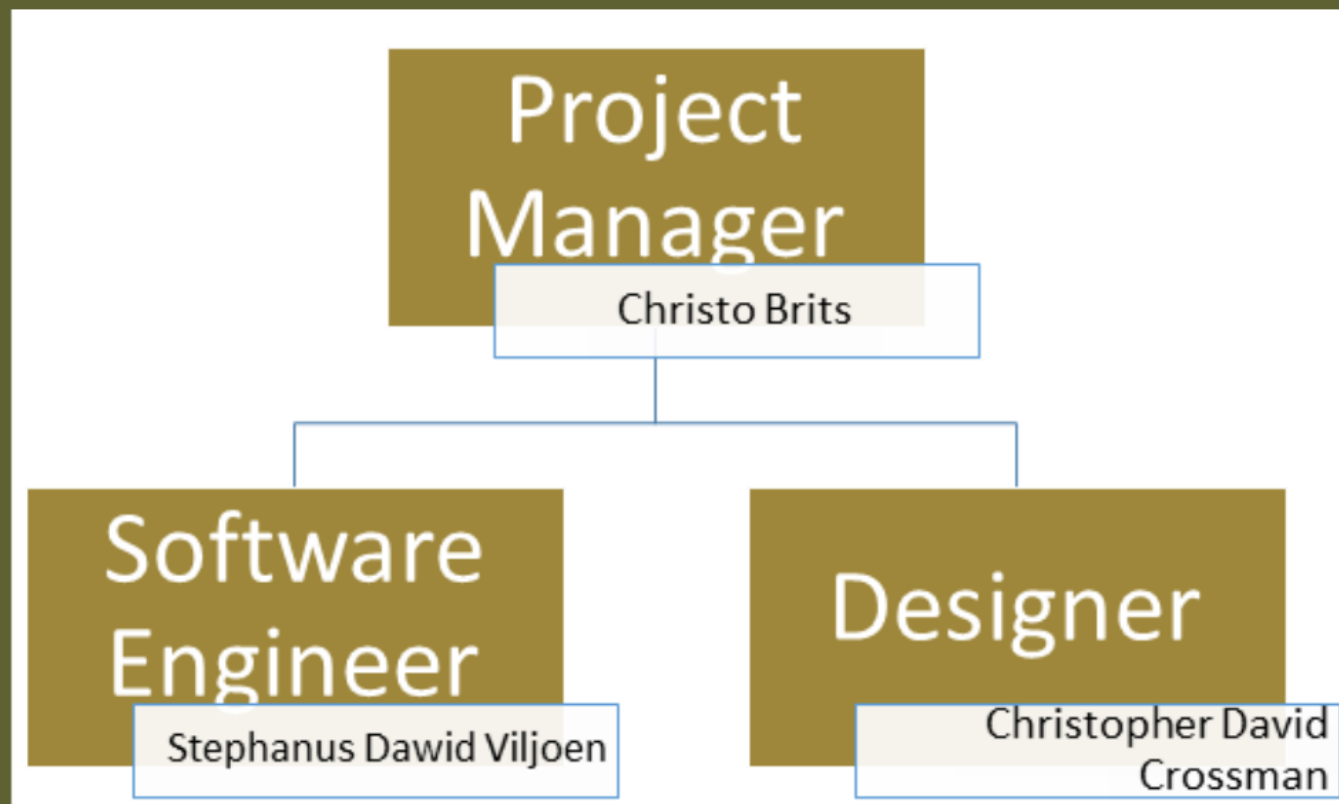 Project
Manager
Christo Brits
Software
Engineer
Stephanus Dawid Viljoen
Designer
Christopher David
Crossman